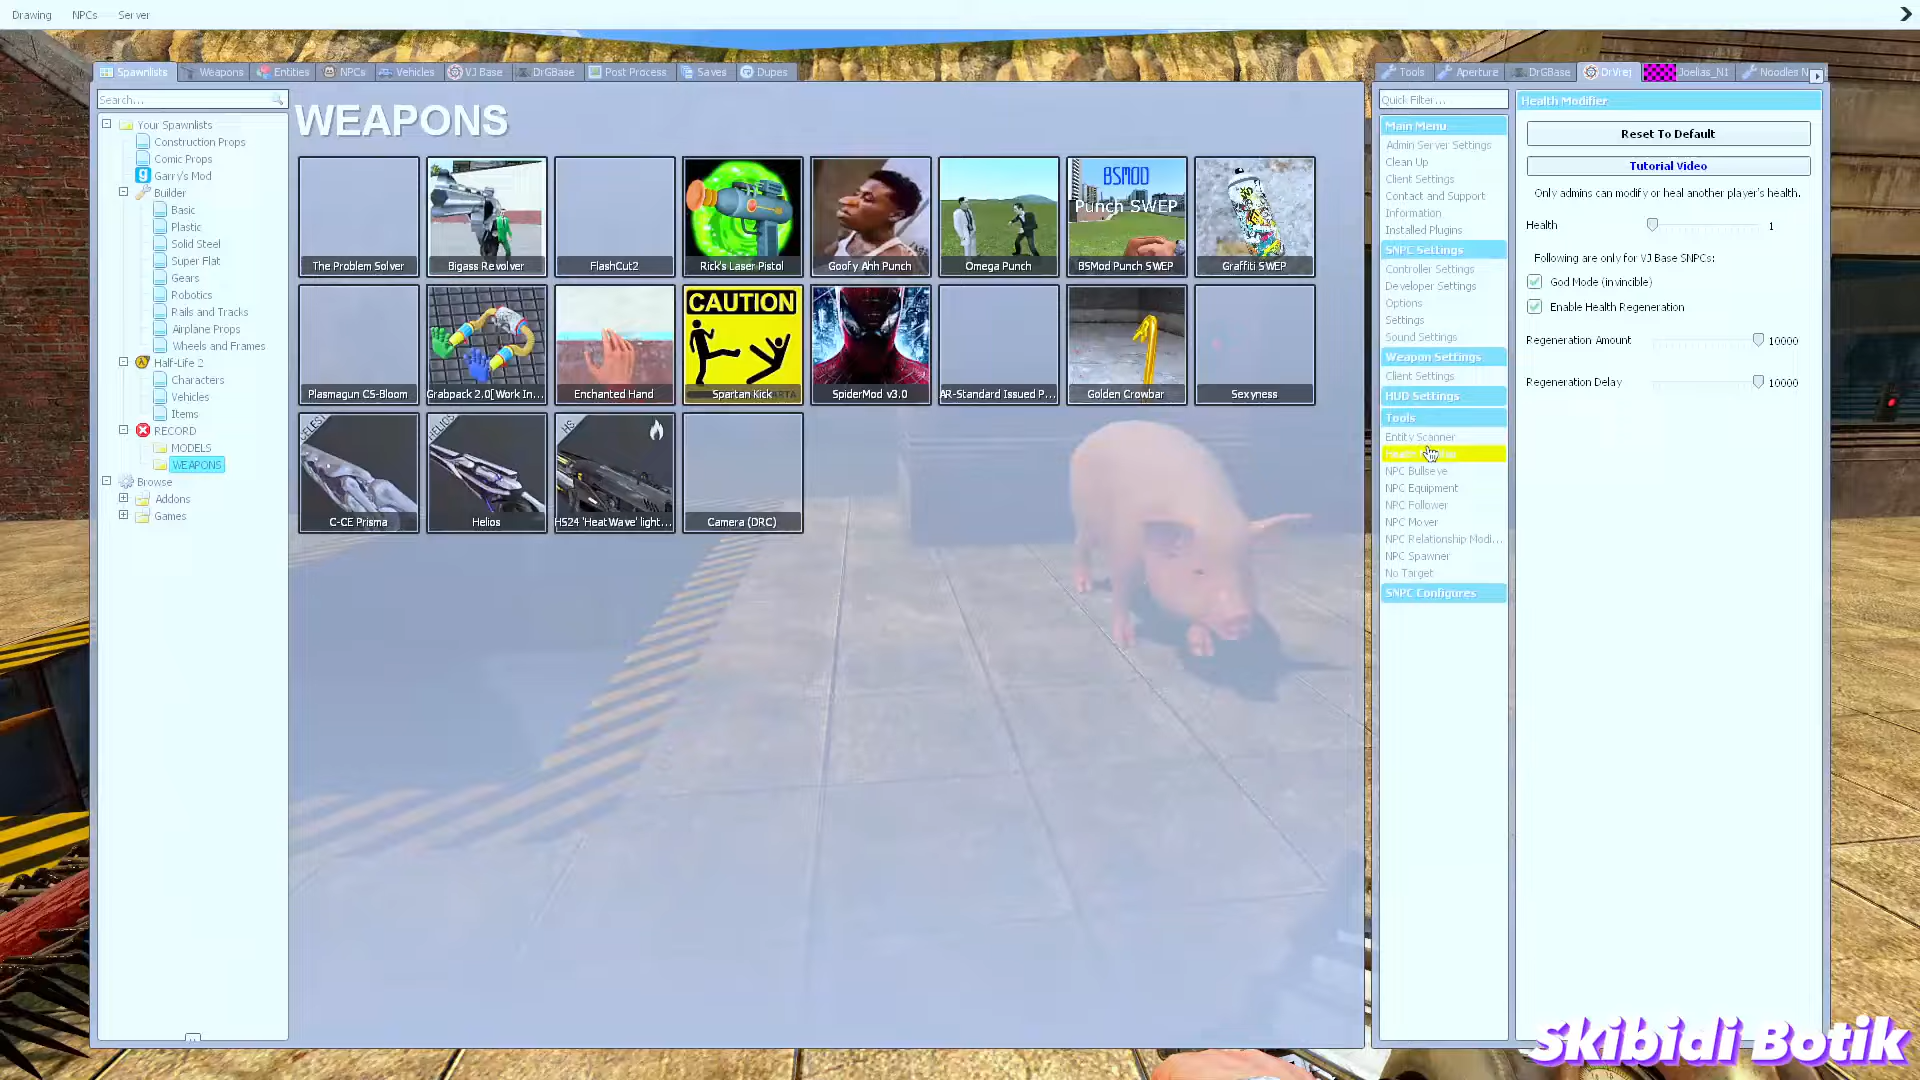 Drawing NPCs Server
Spawnlists Weapons Entities NPCs Vehicles VJ Base DrGBase Post Process Saves Dupes
Search...
Your Spawnlists
Construction Props
Comic Props
Garry's Mod
Builder
Basic
Plastic
Solid Steel
Super Flat
Gears
Robotics
Rails and Tracks
Airplane Props
Wheels and Frames
Half-Life 2
Characters
Vehicles
Items
RECORD
MODELS
WEAPONS
Browse
Addons
Games
WEAPONS
The Problem Solver
Bigass Revolver
FlashCut2
Rick's Laser Pistol
Goofy Ahh Punch
Omega Punch
BSMOD
Punch SWEP
BSMod Punch SWEP
Graffiti SWEP
Plasmagun CS-Bloom
Grabpack 2.0[Work In...
Enchanted Hand
CAUTION
Spartan Kick
SpiderMod v3.0
AR-Standard Issued P...
Golden Crowbar
Sexyness
C-CE Prisma
HELIOS
Helios
HS
HS24 'HeatWave' light...
Camera (DRC)
Tools Aperture DrGBase DrVrej Joelias_N1 Noodles N
Quick Filter...
Main Menu
Admin Server Settings
Clean Up
Client Settings
Contact and Support
Information
Installed Plugins
SNPC Settings
Controller Settings
Developer Settings
Options
Settings
Sound Settings
Weapon Settings
Client Settings
HUD Settings
Tools
Entity Scanner
NPC Bullseye
NPC Equipment
NPC Follower
NPC Mover
NPC Relationship Modi...
NPC Spawner
No Target
SNPC Configures
Health Modifier
Reset To Default
Tutorial Video
Only admins can modify or heal another player's health.
Health 1
Following are only for VJ Base SNPCs:
God Mode (invincible)
Enable Health Regeneration
Regeneration Amount 10000
Regeneration Delay 10000
Skibidi Botik